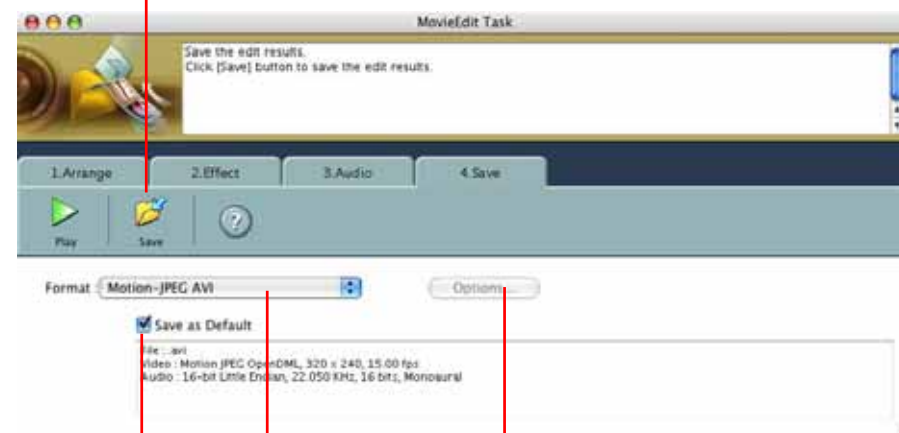 MovieEdit Task
Save the edit results.
Click [Save] button to save the edit results.
1.Arrange 2.Effect 3.Audio 4.Save
Play Save ?
Format : Motion-JPEG AVI Options...
Save as Default
File : .avi
Video : Motion JPEG OpenDML, 320 x 240, 15.00 fps
Audio : 16-bit Little Endian, 22.050 KHz, 16 bits, Monoaural